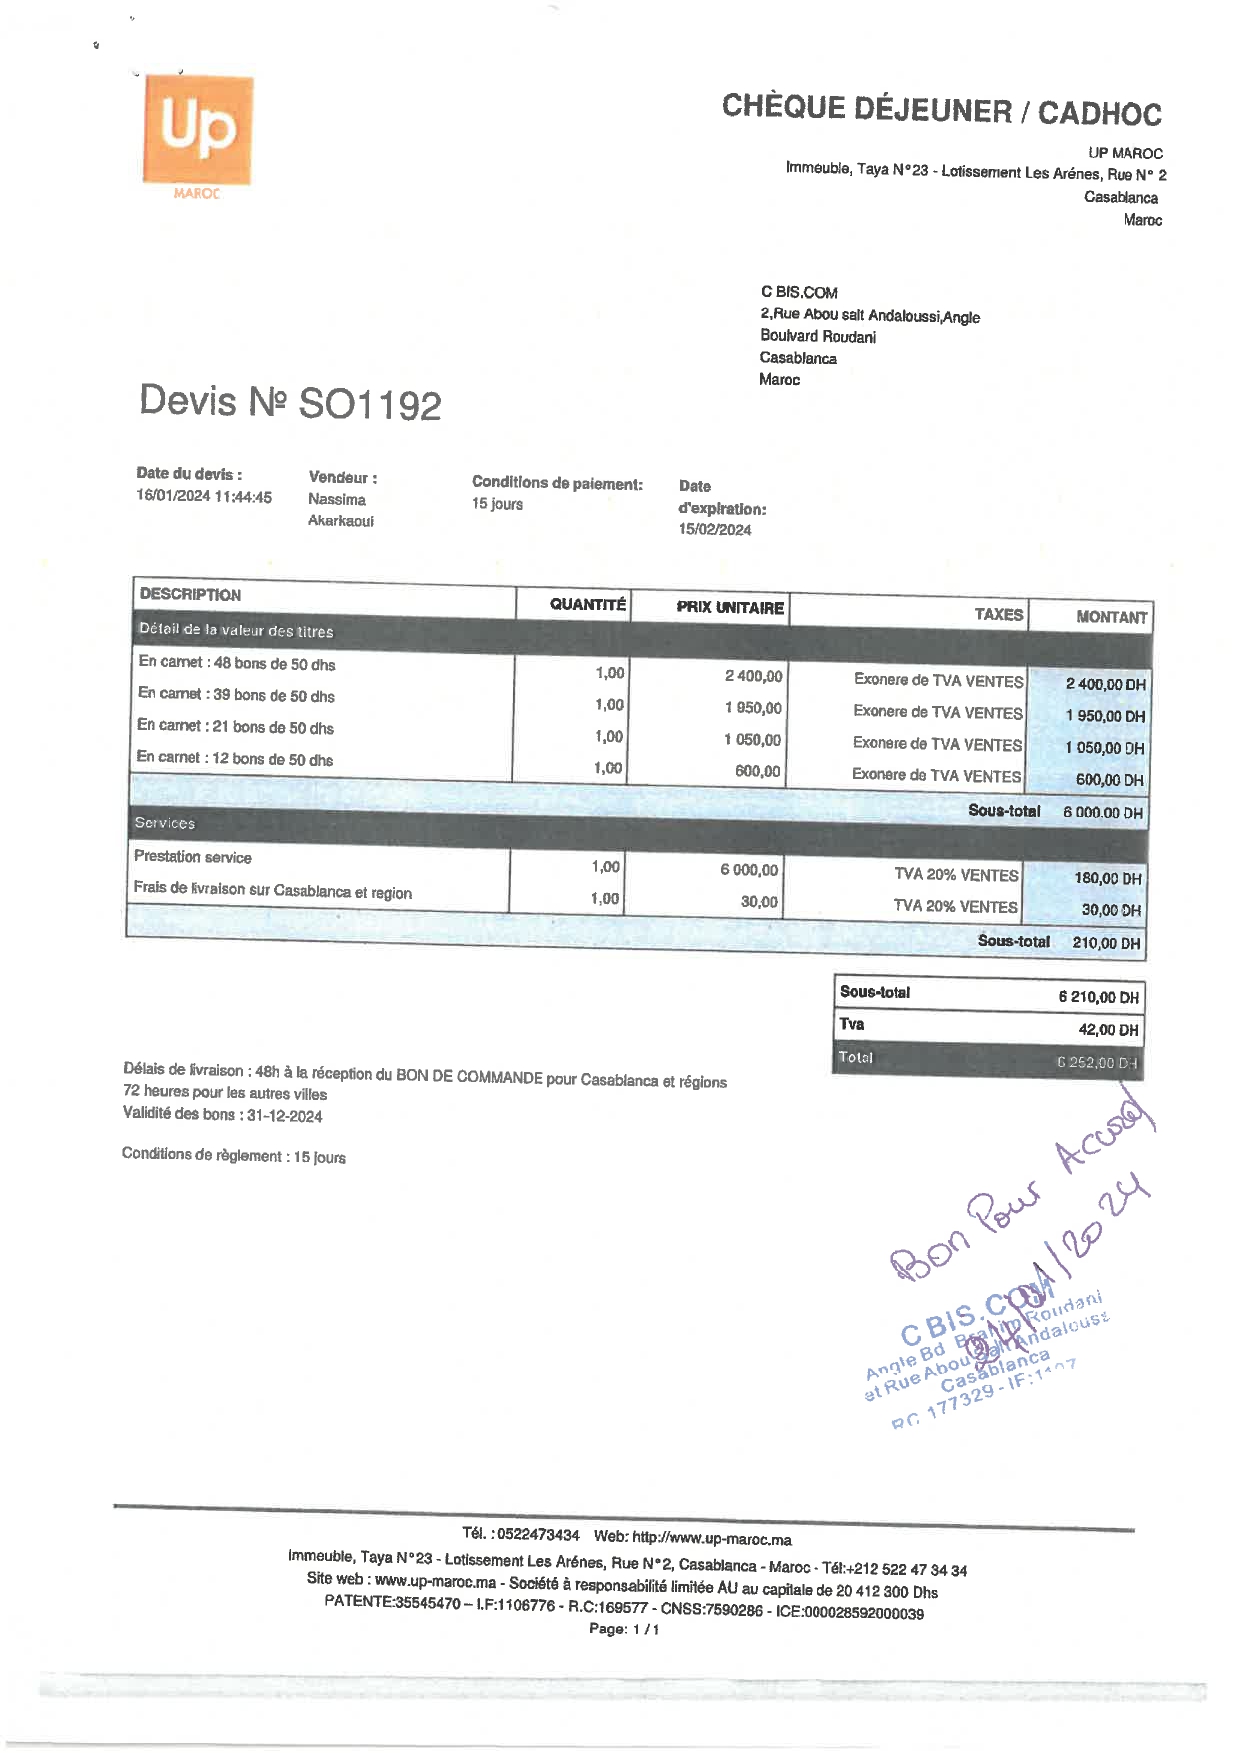 Up
MAROC
CHÈQUE DÉJEUNER / CADHOC
UP MAROC
Immeuble, Taya N°23 - Lotissement Les Arénes, Rue N° 2
Casablanca
Maroc
C BIS.COM
2,Rue Abou salt Andaloussi,Angle
Boulvard Roudani
Casablanca
Maroc
Devis Nº SO1192
Date du devis :
16/01/2024 11:44:45
Vendeur :
Nassima
Akarkaoui
Conditions de paiement:
15 jours
Date
d'expiration:
15/02/2024
DESCRIPTION QUANTITÉ PRIX UNITAIRE TAXES MONTANT
Détail de la valeur des titres
En carnet : 48 bons de 50 dhs 1,00 2 400,00 Exonere de TVA VENTES 2 400,00 DH
En carnet : 39 bons de 50 dhs 1,00 1 950,00 Exonere de TVA VENTES 1 950,00 DH
En carnet : 21 bons de 50 dhs 1,00 1 050,00 Exonere de TVA VENTES 1 050,00 DH
En carnet : 12 bons de 50 dhs 1,00 600,00 Exonere de TVA VENTES 600,00 DH
Sous-total 6 000.00 DH
Services
Prestation service 1,00 6 000,00 TVA 20% VENTES 180,00 DH
Frais de livraison sur Casablanca et region 1,00 30,00 TVA 20% VENTES 30,00 DH
Sous-total 210,00 DH
Sous-total 6 210,00 DH
Tva 42,00 DH
Total 6 252,00 DH
Délais de livraison : 48h à la réception du BON DE COMMANDE pour Casablanca et régions
72 heures pour les autres villes
Validité des bons : 31-12-2024
Conditions de règlement : 15 jours
Bon Pour Accord
/2024
C BIS.COM
Angle Bd Brahim Roudani
et Rue Abou Salt Andalouss
Casablanca
RC 177329 - IF:
Tél. : 0522473434 Web: http://www.up-maroc.ma
Immeuble, Taya N°23 - Lotissement Les Arénes, Rue N°2, Casablanca - Maroc - Tél:+212 522 47 34 34
Site web : www.up-maroc.ma - Société à responsabilité limitée AU au capitale de 20 412 300 Dhs
PATENTE:35545470 – I.F:1106776 - R.C:169577 - CNSS:7590286 - ICE:000028592000039
Page: 1 / 1